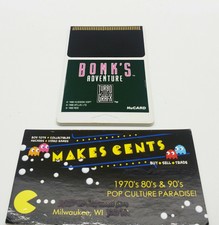 BONK'S
ADVENTURE
TURBO
GRAFX
HuCARD
MAKES CENTS
BUY • SELL • TRADE
1970's 80's & 90's
POP CULTURE PARADISE!
Milwaukee, WI